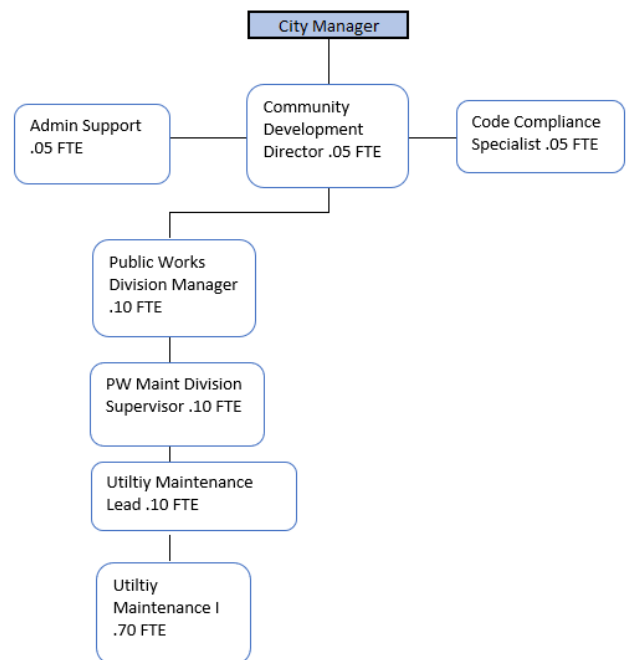 City Manager
Community
Development
Director .05 FTE
Admin Support
.05 FTE
Code Compliance
Specialist .05 FTE
Public Works
Division Manager
.10 FTE
PW Maint Division
Supervisor .10 FTE
Utiltiy Maintenance
Lead .10 FTE
Utiltiy
Maintenance I
.70 FTE